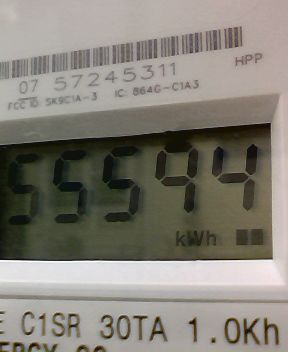 HPP
07 57245311
FCC ID: SK9C1A-3 IC: 864G-C1A3
55594
kWh
E C1SR 30TA 1.0Kh